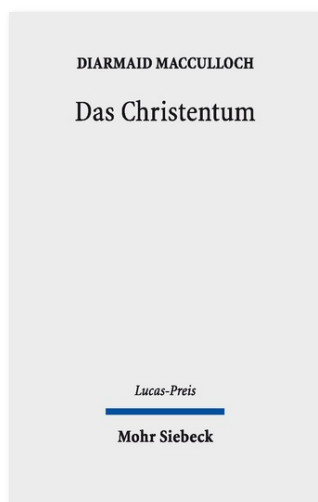 DIARMAID MACCULLOCH
Das Christentum
Lucas-Preis
Mohr Siebeck